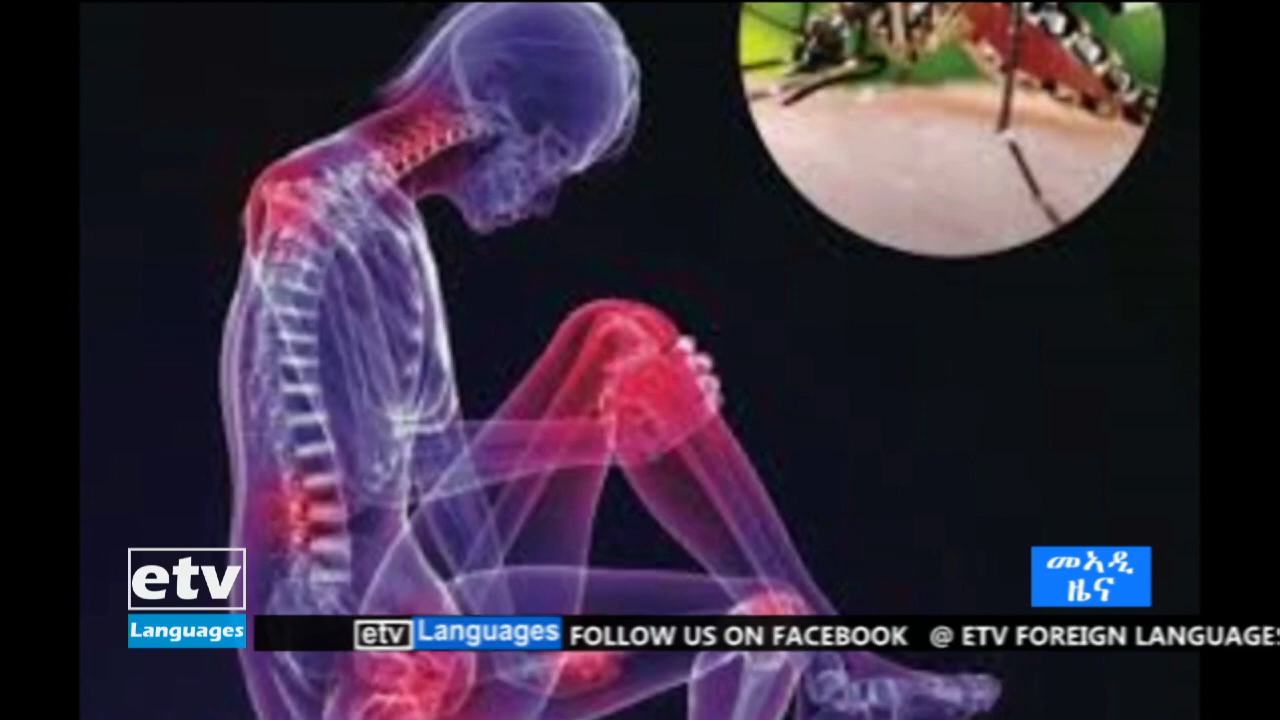 etv
Languages
መአዲ
ዜና
etv Languages FOLLOW US ON FACEBOOK @ ETV FOREIGN LANGUAGES